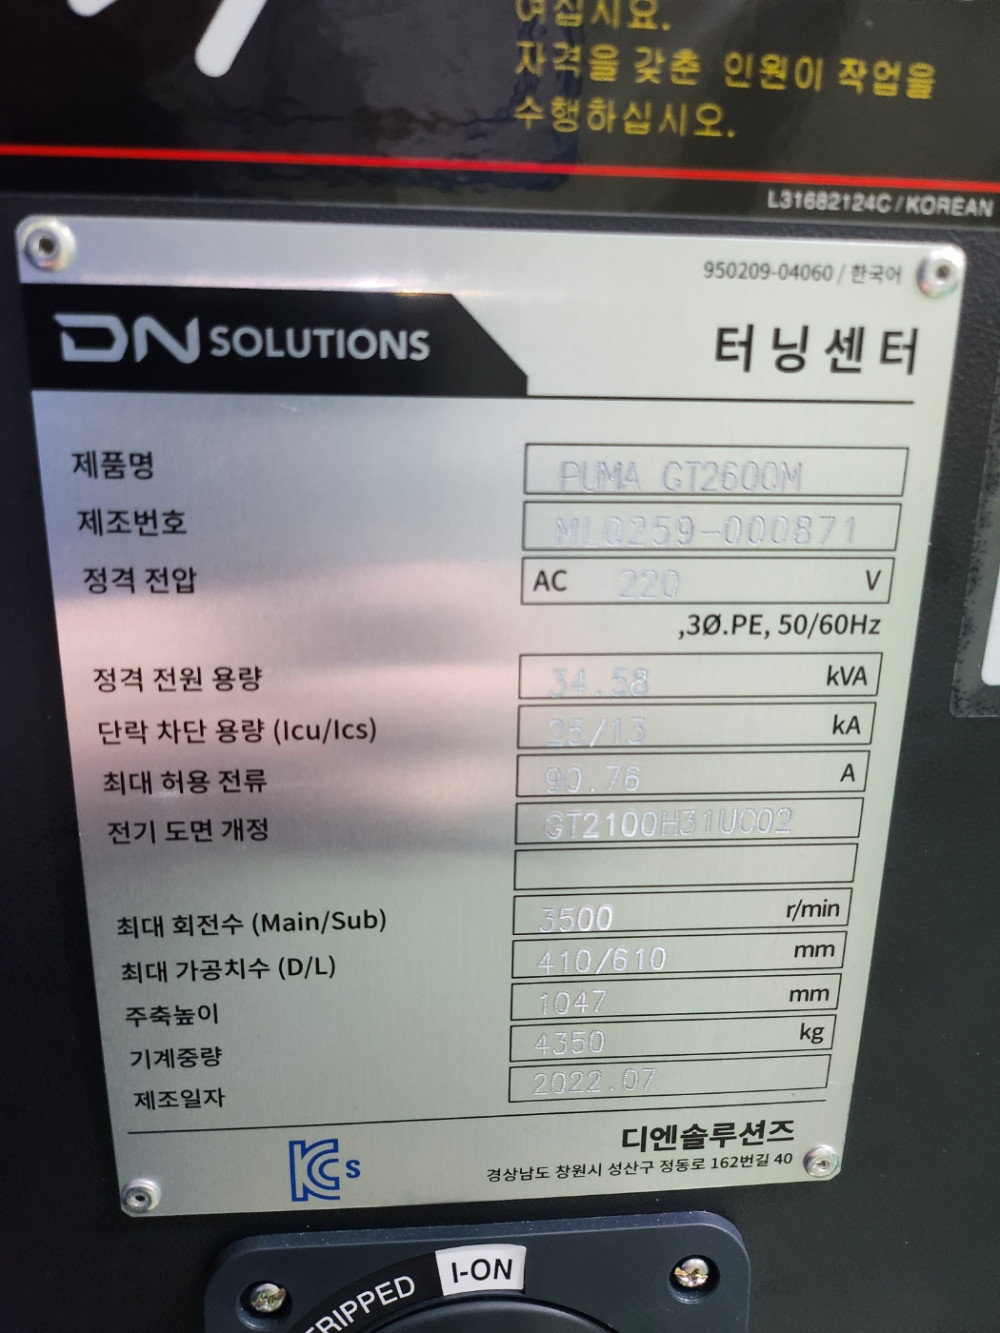 여십시요.
자격을 갖춘 인원이 작업을
수행하십시오.
L31682124C / KOREAN
950209-04060 / 한국어
DN SOLUTIONS
터닝센터
제품명 PUMA GT2600M
제조번호 ML0259-000871
정격 전압 AC 220 V
,3Ø.PE, 50/60Hz
정격 전원 용량 34.58 kVA
단락 차단 용량 (Icu/Ics) 25/13 kA
최대 허용 전류 90.76 A
전기 도면 개정 GT2100H31UC02
최대 회전수 (Main/Sub) 3500 r/min
최대 가공치수 (D/L) 410/610 mm
주축높이 1047 mm
기계중량 4350 kg
제조일자 2022.07
디엔솔루션즈
KCs
경상남도 창원시 성산구 정동로 162번길 40
I-ON
TRIPPED